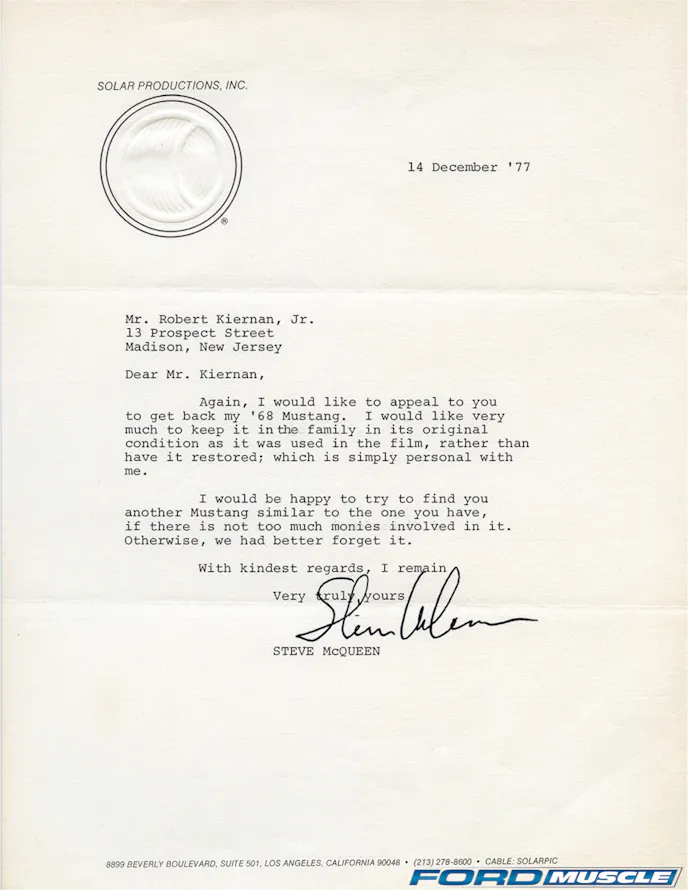 SOLAR PRODUCTIONS, INC.
®
14 December '77
Mr. Robert Kiernan, Jr.
13 Prospect Street
Madison, New Jersey
Dear Mr. Kiernan,
Again, I would like to appeal to you
to get back my '68 Mustang. I would like very
much to keep it in the family in its original
condition as it was used in the film, rather than
have it restored; which is simply personal with
me.
I would be happy to try to find you
another Mustang similar to the one you have,
if there is not too much monies involved in it.
Otherwise, we had better forget it.
With kindest regards, I remain
Very truly yours
STEVE McQUEEN
8899 BEVERLY BOULEVARD, SUITE 501, LOS ANGELES, CALIFORNIA 90048 • (213) 278-8600 • CABLE: SOLARPIC
FORD MUSCLE